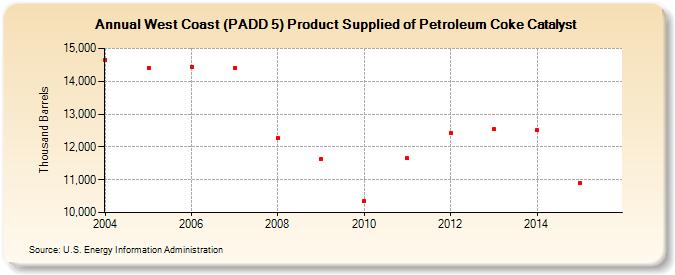 Annual West Coast (PADD 5) Product Supplied of Petroleum Coke Catalyst
Thousand Barrels
15,000
14,000
13,000
12,000
11,000
10,000
2004 2006 2008 2010 2012 2014
Source: U.S. Energy Information Administration